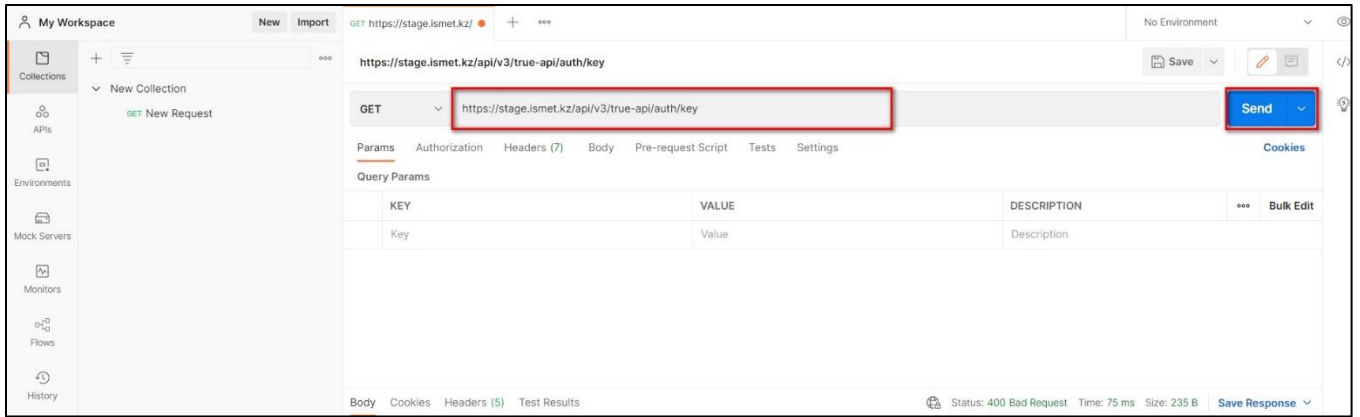 My Workspace New Import GET https://stage.ismet.kz/ + ooo No Environment
Collections + ooo https://stage.ismet.kz/api/v3/true-api/auth/key Save
New Collection
GET New Request GET https://stage.ismet.kz/api/v3/true-api/auth/key Send
APIs
Params Authorization Headers (7) Body Pre-request Script Tests Settings Cookies
Environments Query Params
KEY VALUE DESCRIPTION ooo Bulk Edit
Mock Servers Key Value Description
Monitors
Flows
History
Body Cookies Headers (5) Test Results Status: 400 Bad Request Time: 75 ms Size: 235 B Save Response